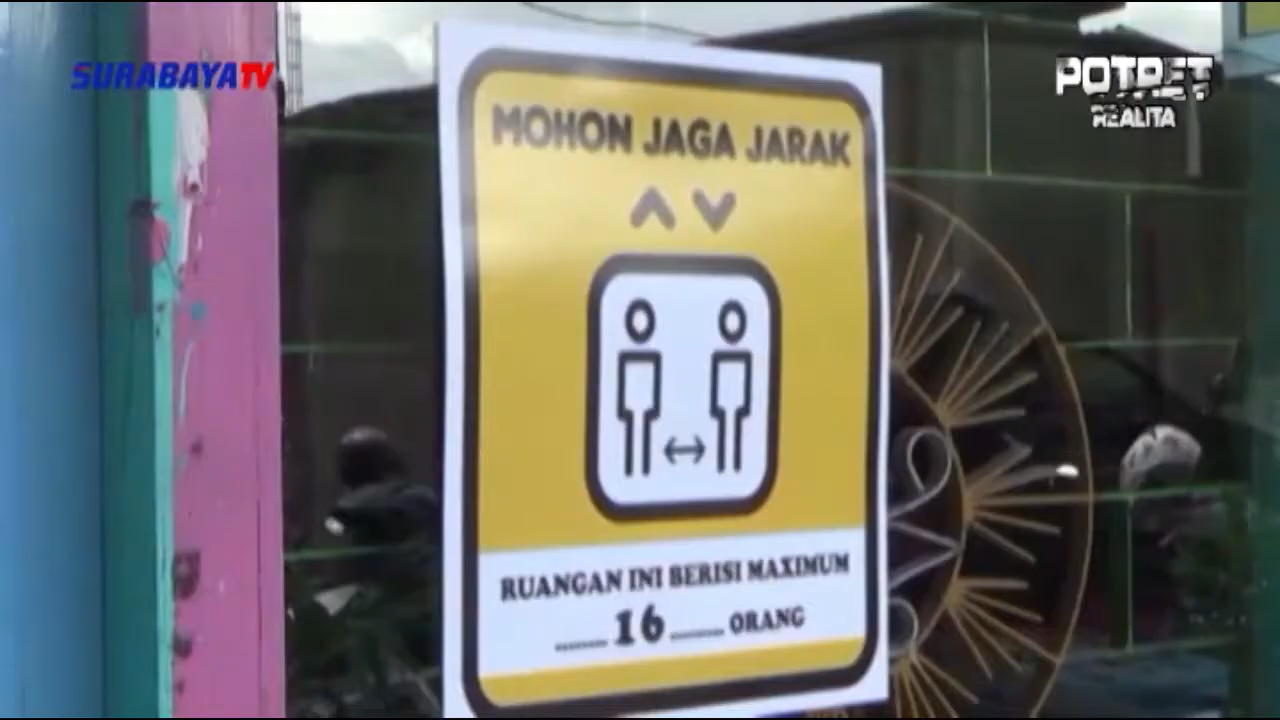 SURABAYATV
POTRET
REALITA
MOHON JAGA JARAK
RUANGAN INI BERISI MAXIMUM
........ 16 ........ ORANG